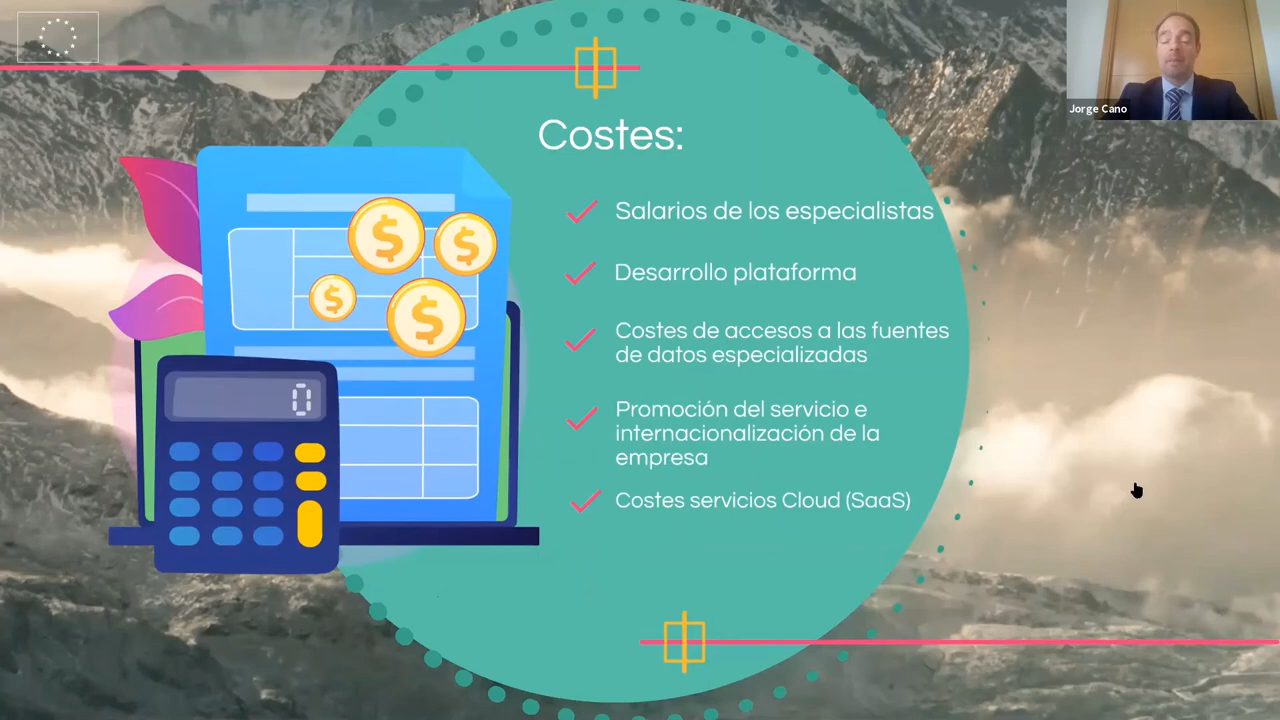 Jorge Cano
Costes:
Salarios de los especialistas
Desarrollo plataforma
Costes de accesos a las fuentes
de datos especializadas
Promoción del servicio e
internacionalización de la
empresa
Costes servicios Cloud (SaaS)
$
$
$
$
0